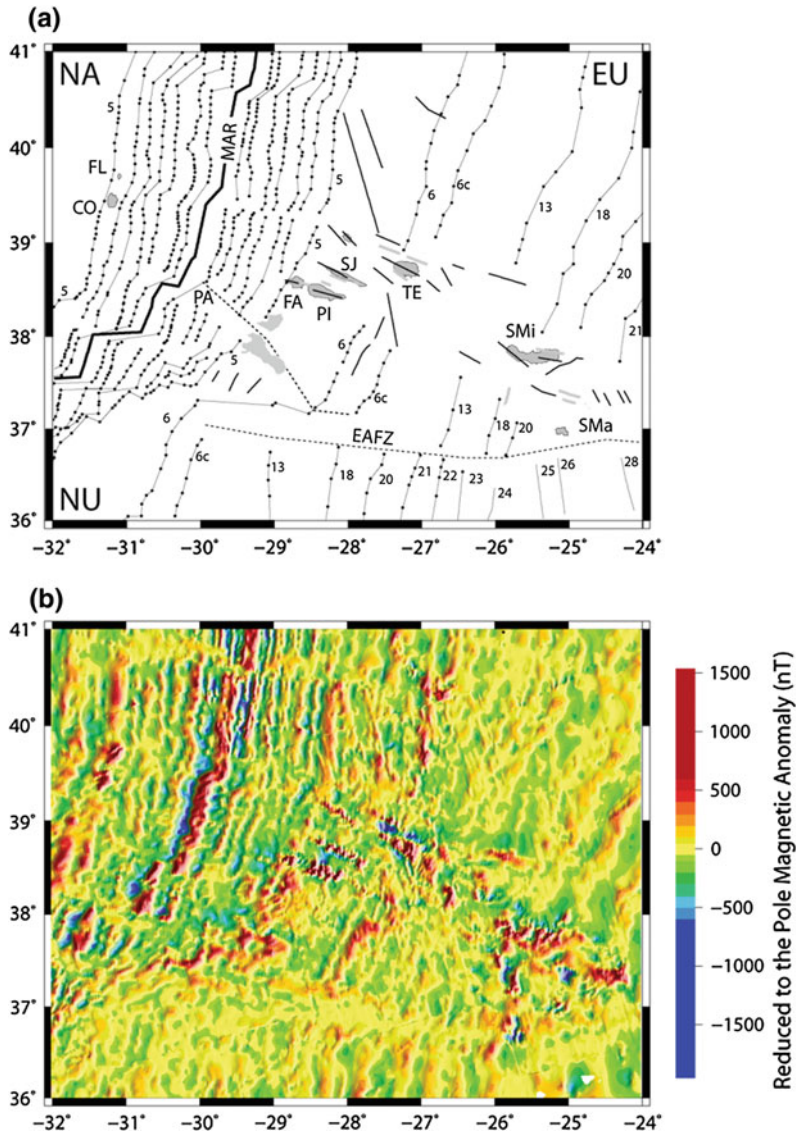 (a)
41°
40°
39°
38°
37°
36°
NA
EU
NU
MAR
FL
CO
PA
FA
PI
SJ
TE
SMi
SMa
EAFZ
5
5
5
5
5
6
6c
13
18
20
21
6
6c
13
18
20
6
6c
13
18
20
21
22
23
24
25
26
28
−32 −31° −30° −29° −28° −27° −26° −25° −24°
(b)
41°
40°
39°
38°
37°
36°
−32 −31 −30 −29 −28 −27 −26 −25 −24
1500
1000
500
0
−500
−1000
−1500
Reduced to the Pole Magnetic Anomaly (nT)